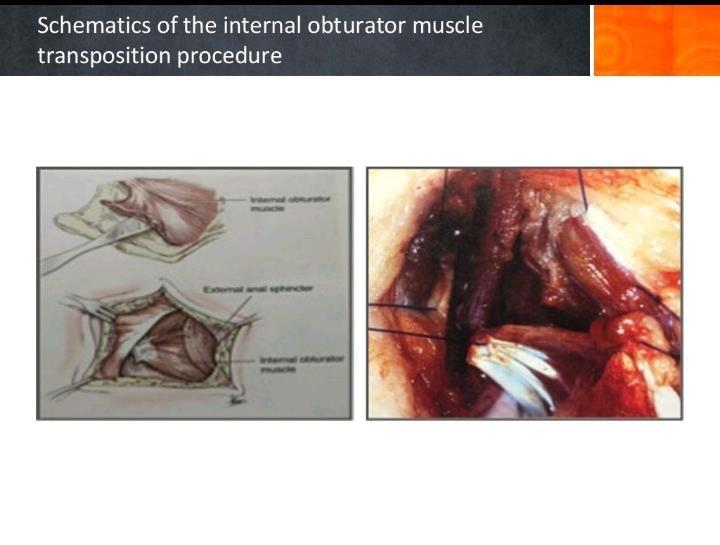 Schematics of the internal obturator muscle
transposition procedure
Internal obturator
muscle
External anal sphincter
Internal obturator
muscle